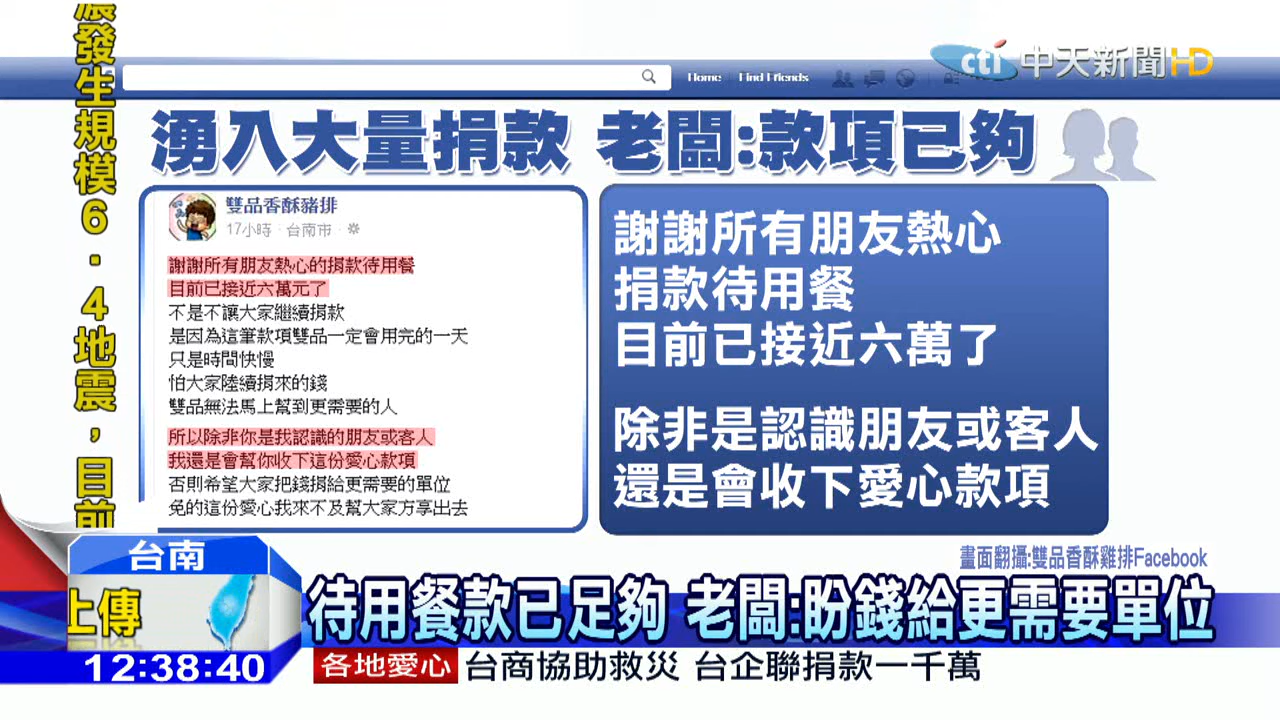 震發生規模6.4地震，目前
Home Find Friends
cti 中天新聞HD
湧入大量捐款 老闆:款項已夠
雙品香酥豬排
17小時 · 台南市 ·
謝謝所有朋友熱心的捐款待用餐
目前已接近六萬元了
不是不讓大家繼續捐款
是因為這筆款項雙品一定會用完的一天
只是時間快慢
怕大家陸續捐來的錢
雙品無法馬上幫到更需要的人
所以除非你是我認識的朋友或客人
我還是會幫你收下這份愛心款項
否則希望大家把錢捐給更需要的單位
免的這份愛心我來不及幫大家方享出去
謝謝所有朋友熱心
捐款待用餐
目前已接近六萬了
除非是認識朋友或客人
還是會收下愛心款項
畫面翻攝:雙品香酥雞排Facebook
台南
上傳
待用餐款已足夠 老闆:盼錢給更需要單位
12:38:40
各地愛心 台商協助救災 台企聯捐款一千萬